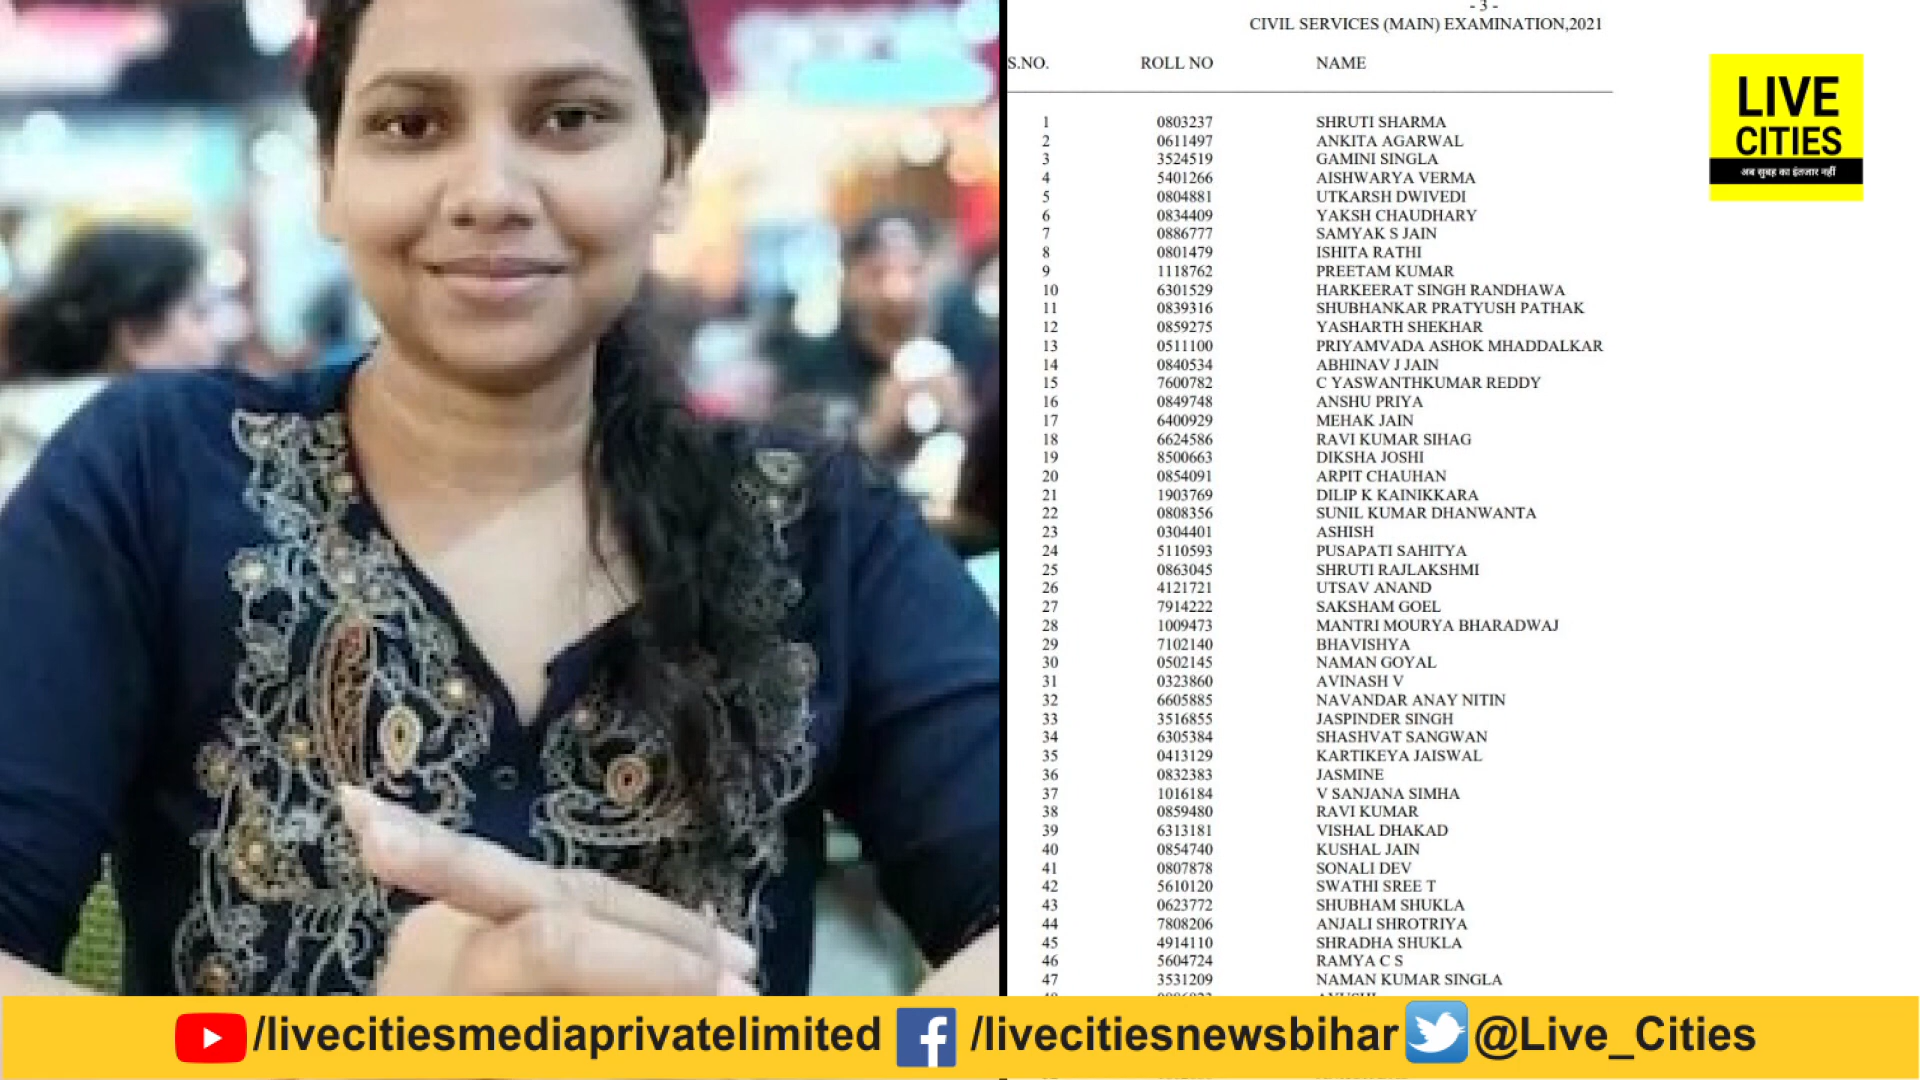 - 3 -
CIVIL SERVICES (MAIN) EXAMINATION,2021
S.NO. ROLL NO NAME
1 0803237 SHRUTI SHARMA
2 0611497 ANKITA AGARWAL
3 3524519 GAMINI SINGLA
4 5401266 AISHWARYA VERMA
5 0804881 UTKARSH DWIVEDI
6 0834409 YAKSH CHAUDHARY
7 0886777 SAMYAK S JAIN
8 0801479 ISHITA RATHI
9 1118762 PREETAM KUMAR
10 6301529 HARKEERAT SINGH RANDHAWA
11 0839316 SHUBHANKAR PRATYUSH PATHAK
12 0859275 YASHARTH SHEKHAR
13 0511100 PRIYAMVADA ASHOK MHADDALKAR
14 0840534 ABHINAV J JAIN
15 7600782 C YASWANTHKUMAR REDDY
16 0849748 ANSHU PRIYA
17 6400929 MEHAK JAIN
18 6624586 RAVI KUMAR SIHAG
19 8500663 DIKSHA JOSHI
20 0854091 ARPIT CHAUHAN
21 1903769 DILIP K KAINIKKARA
22 0808356 SUNIL KUMAR DHANWANTA
23 0304401 ASHISH
24 5110593 PUSAPATI SAHITYA
25 0863045 SHRUTI RAJLAKSHMI
26 4121721 UTSAV ANAND
27 7914222 SAKSHAM GOEL
28 1009473 MANTRI MOURYA BHARADWAJ
29 7102140 BHAVISHYA
30 0502145 NAMAN GOYAL
31 0323860 AVINASH V
32 6605885 NAVANDAR ANAY NITIN
33 3516855 JASPINDER SINGH
34 6305384 SHASHVAT SANGWAN
35 0413129 KARTIKEYA JAISWAL
36 0832383 JASMINE
37 1016184 V SANJANA SIMHA
38 0859480 RAVI KUMAR
39 6313181 VISHAL DHAKAD
40 0854740 KUSHAL JAIN
41 0807878 SONALI DEV
42 5610120 SWATHI SREE T
43 0623772 SHUBHAM SHUKLA
44 7808206 ANJALI SHROTRIYA
45 4914110 SHRADHA SHUKLA
46 5604724 RAMYA C S
47 3531209 NAMAN KUMAR SINGLA
LIVE
CITIES
अब सुबह का इंतजार नहीं
/livecitiesmediaprivatelimited /livecitiesnewsbihar @Live_Cities